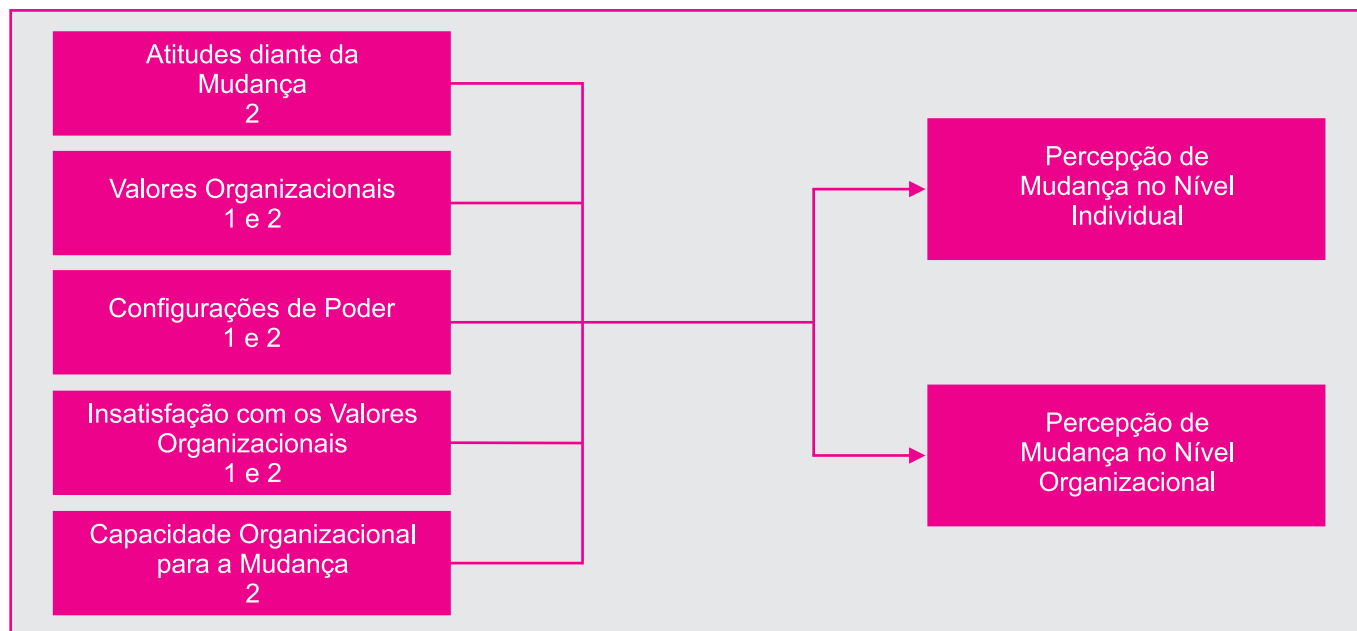 Atitudes diante da
Mudança
2
Valores Organizacionais
1 e 2
Configurações de Poder
1 e 2
Insatisfação com os Valores
Organizacionais
1 e 2
Capacidade Organizacional
para a Mudança
2
Percepção de
Mudança no Nível
Individual
Percepção de
Mudança no Nível
Organizacional